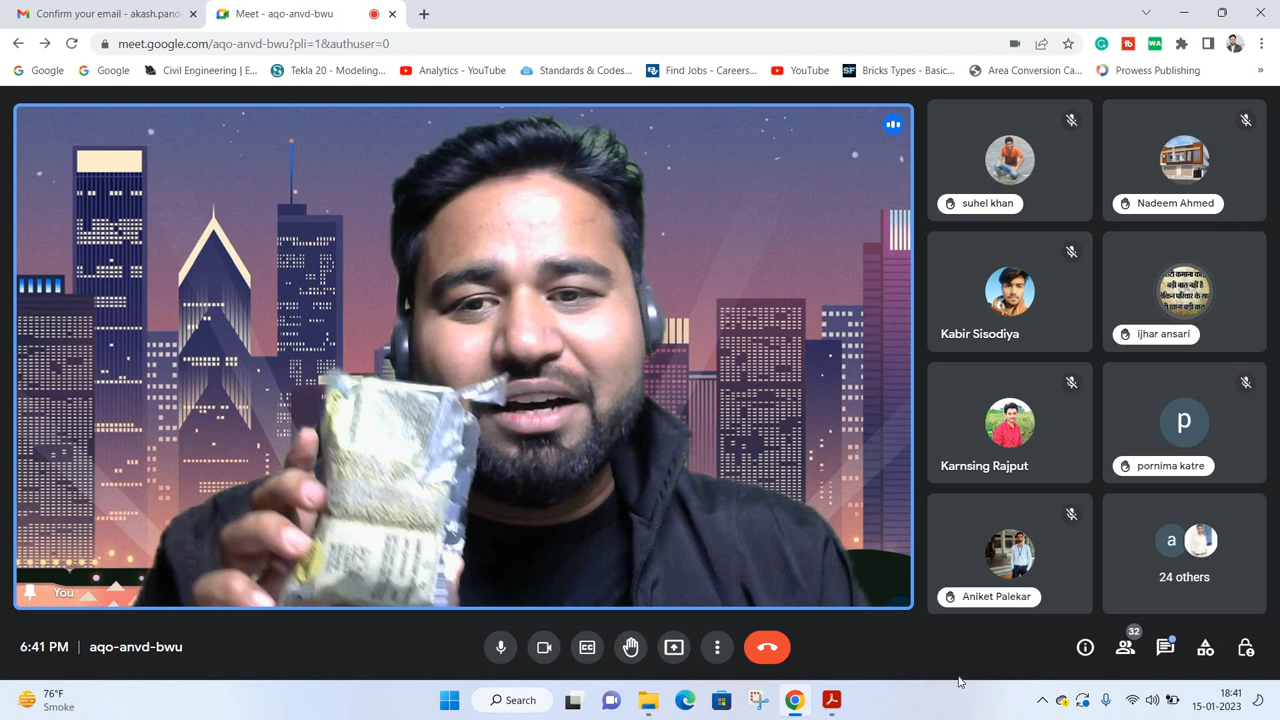 Confirm your email - akash.pand
Meet - aqo-anvd-bwu
meet.google.com/aqo-anvd-bwu?pli=1&authuser=0
Google
Google
Civil Engineering | E...
Tekla 20 - Modeling...
Analytics - YouTube
Standards & Codes...
Find Jobs - Careers...
YouTube
SF
Bricks Types - Basic...
Area Conversion Ca...
Prowess Publishing
»
suhel khan
Nadeem Ahmed
Kabir Sisodiya
बड़ी बात नहीं है
ijhar ansari
Karnsing Rajput
p
pornima katre
Aniket Palekar
a
24 others
You
6:41 PM | aqo-anvd-bwu
32
76°F
Smoke
Search
18:41
15-01-2023